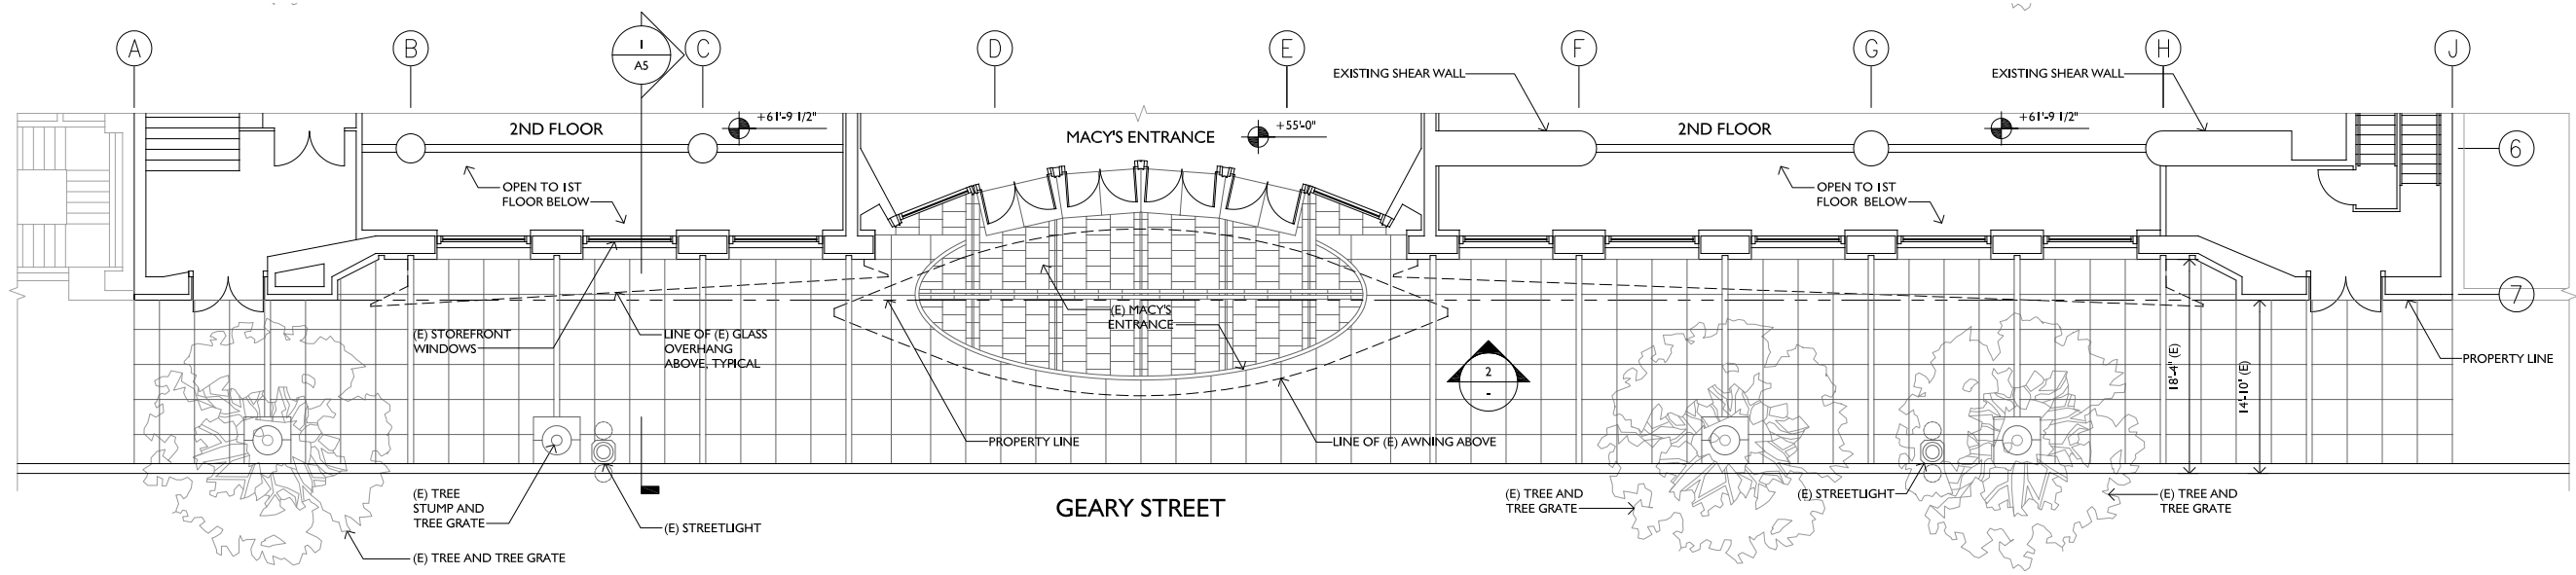 A
B
1
A5
C
D
E
F
G
H
J
EXISTING SHEAR WALL
EXISTING SHEAR WALL
2ND FLOOR
+61'-9 1/2"
MACY'S ENTRANCE
+55'-0"
2ND FLOOR
+61'-9 1/2"
6
OPEN TO 1ST
FLOOR BELOW
OPEN TO 1ST
FLOOR BELOW
7
(E) STOREFRONT
WINDOWS
LINE OF (E) GLASS
OVERHANG
ABOVE, TYPICAL
(E) MACY'S
ENTRANCE
2
-
18'-4" (E)
14'-10" (E)
PROPERTY LINE
PROPERTY LINE
LINE OF (E) AWNING ABOVE
(E) TREE
STUMP AND
TREE GRATE
(E) STREETLIGHT
GEARY STREET
(E) TREE AND
TREE GRATE
(E) STREETLIGHT
(E) TREE AND
TREE GRATE
(E) TREE AND TREE GRATE